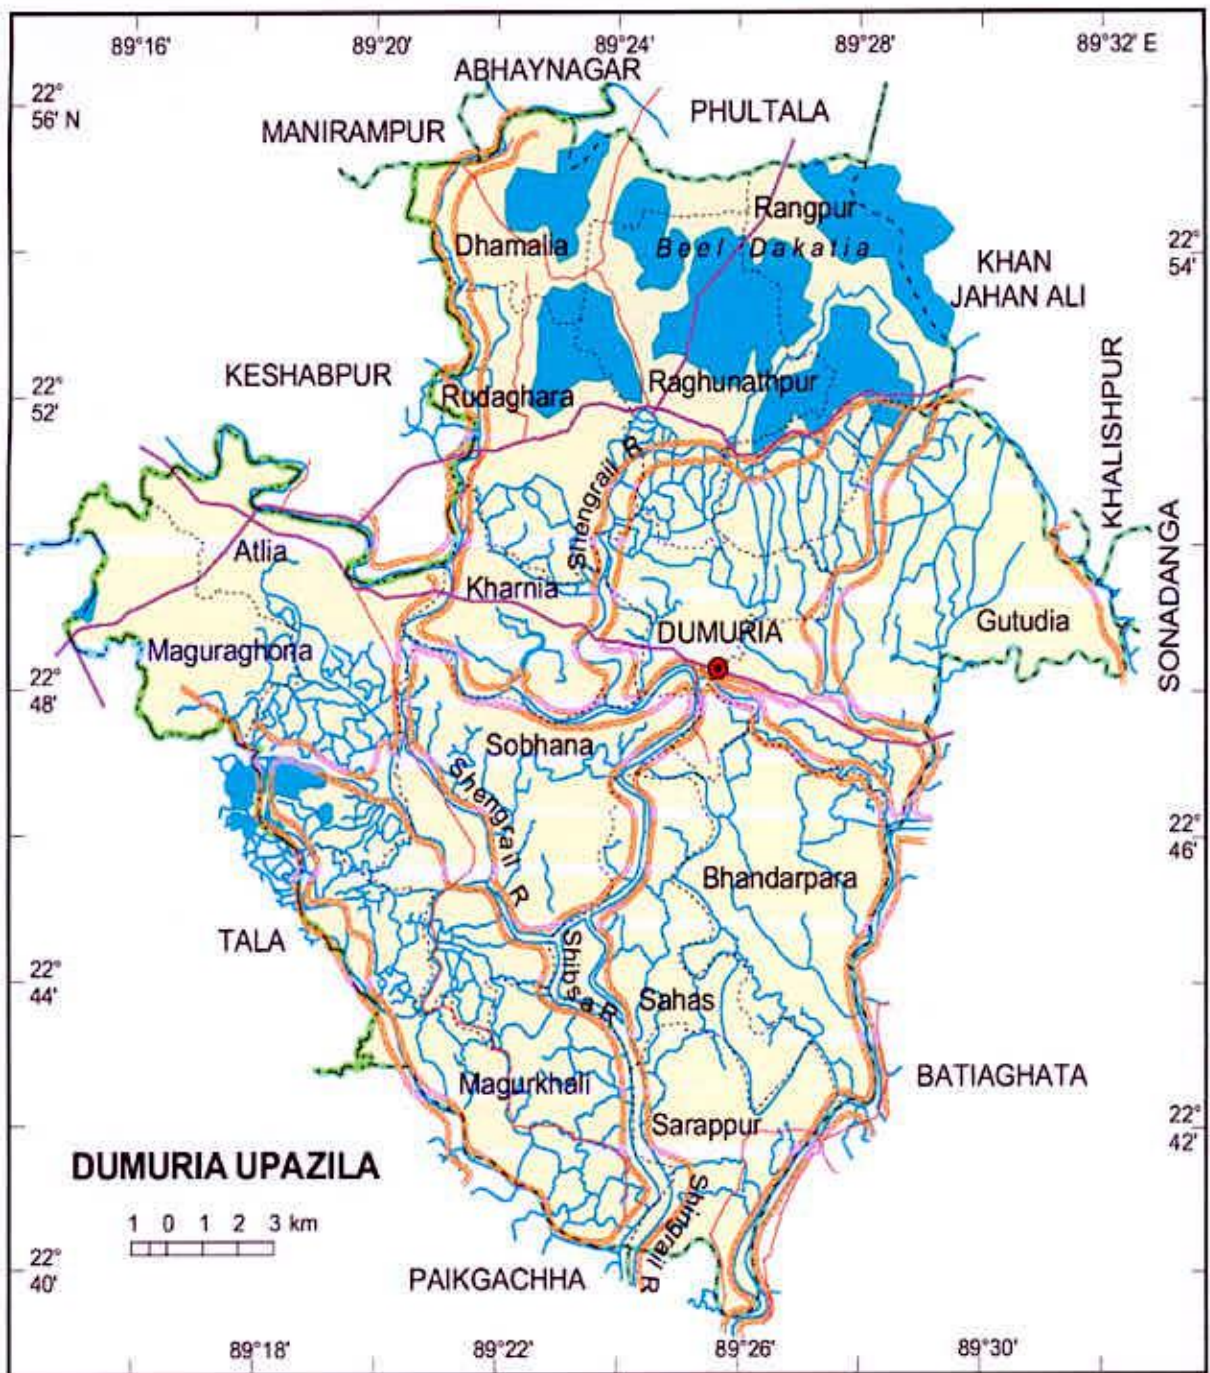 89°16' 89°20' 89°24' 89°28' 89°32' E
ABHAYNAGAR
22°
56' N
PHULTALA
MANIRAMPUR
Rangpur
Dhamalia
Beel Dakatia
22°
54'
KHAN
JAHAN ALI
KESHABPUR
22°
52'
Rudaghara
Raghunathpur
KHALISHPUR
Shengrail R
Atlia
Kharnia
SONADANGA
Gutudia
DUMURIA
Maguraghona
22°
48'
Sobhana
Shengrail R
22°
46'
Bhandarpara
TALA
Shibsa R
22°
44'
Sahas
Magurkhali
BATIAGHATA
Sarappur
22°
42'
DUMURIA UPAZILA
Shingrail R
1 0 1 2 3 km
22°
40'
PAIKGACHHA
89°18' 89°22' 89°26' 89°30'